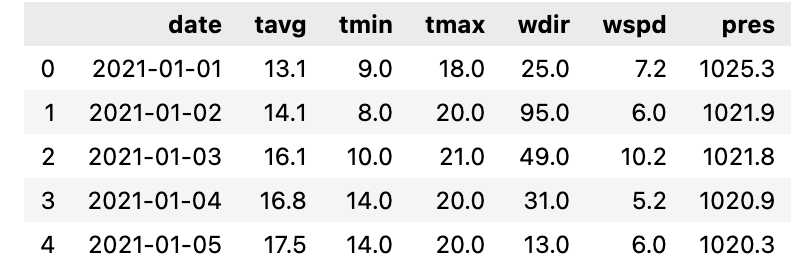 date tavg tmin tmax wdir wspd pres
0 2021-01-01 13.1 9.0 18.0 25.0 7.2 1025.3
1 2021-01-02 14.1 8.0 20.0 95.0 6.0 1021.9
2 2021-01-03 16.1 10.0 21.0 49.0 10.2 1021.8
3 2021-01-04 16.8 14.0 20.0 31.0 5.2 1020.9
4 2021-01-05 17.5 14.0 20.0 13.0 6.0 1020.3